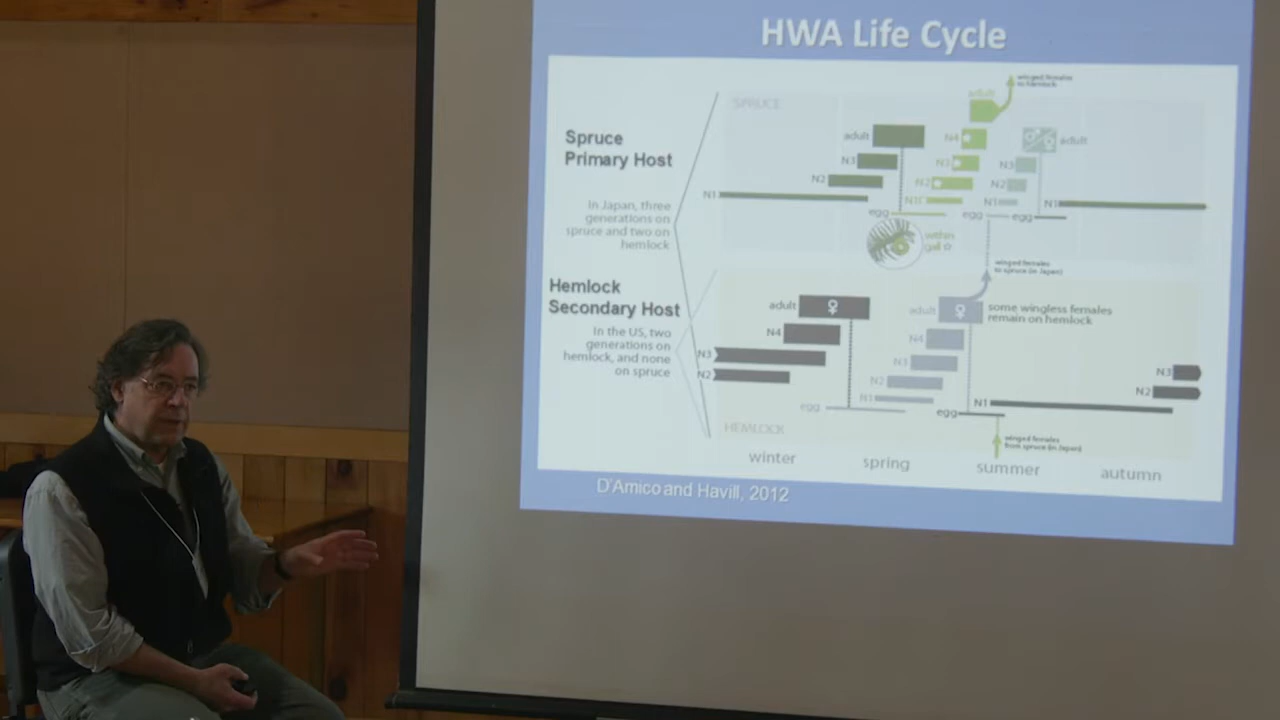 HWA Life Cycle
winged females
to hemlock
SPRUCE
adult
adult
N4
adult
Spruce
Primary Host
N3
N3
N3
N2
N2
N2
N1
N1
N1
N1
In Japan, three
generations on
spruce and two on
hemlock
egg
egg
egg
within
gall ☆
winged females
to spruce (in Japan)
Hemlock
Secondary Host
adult ♀
adult ♀
some wingless females
remain on hemlock
In the US, two
generations on
hemlock, and none
on spruce
N4
N4
N3
N3
N3
N2
N2
N2
N1
N1
egg
egg
HEMLOCK
winged females
from spruce (in Japan)
winter
spring
summer
autumn
D'Amico and Havill, 2012